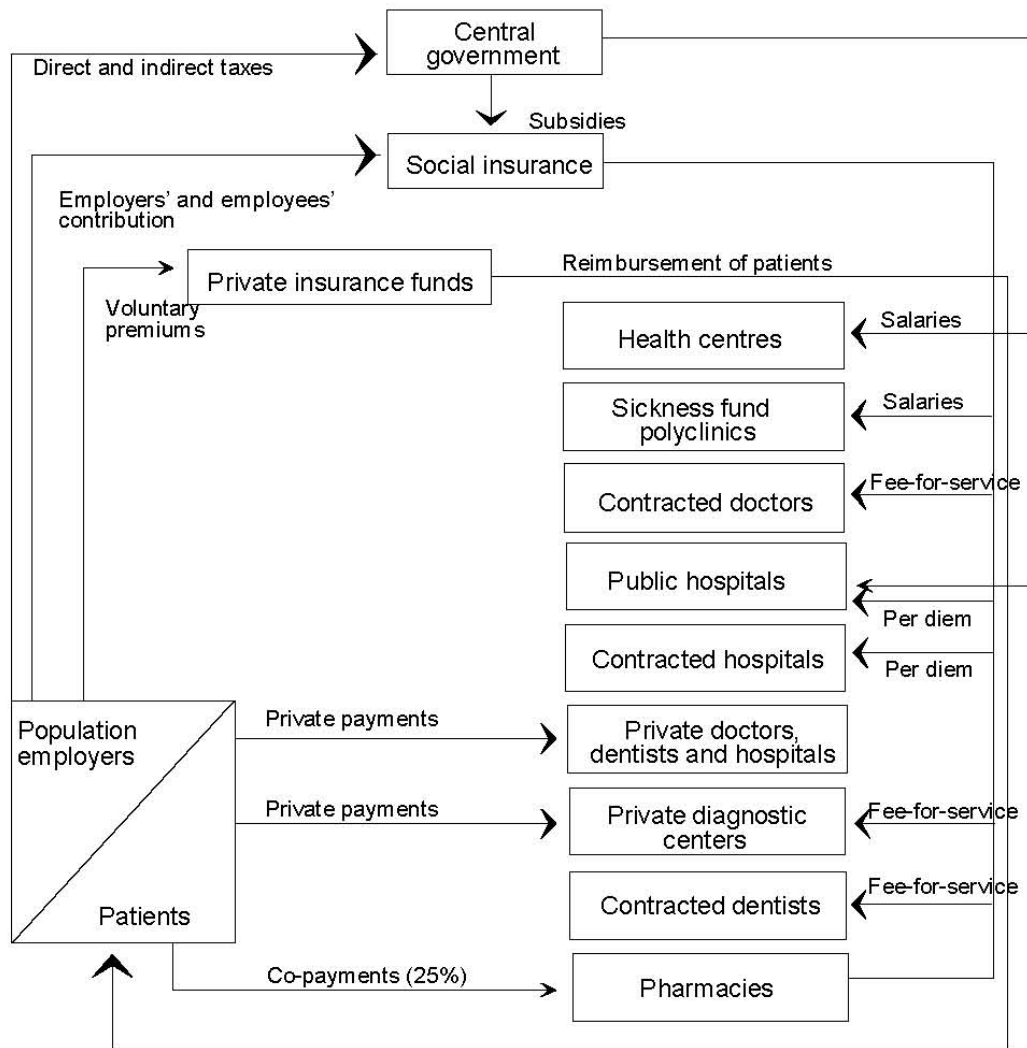 Central
government
Direct and indirect taxes
Subsidies
Social insurance
Employers’ and employees’
contribution
Private insurance funds
Reimbursement of patients
Voluntary
premiums
Health centres
Salaries
Sickness fund
polyclinics
Salaries
Contracted doctors
Fee-for-service
Public hospitals
Per diem
Contracted hospitals
Per diem
Population
employers
Private payments
Private doctors,
dentists and hospitals
Private payments
Private diagnostic
centers
Fee-for-service
Patients
Contracted dentists
Fee-for-service
Co-payments (25%)
Pharmacies